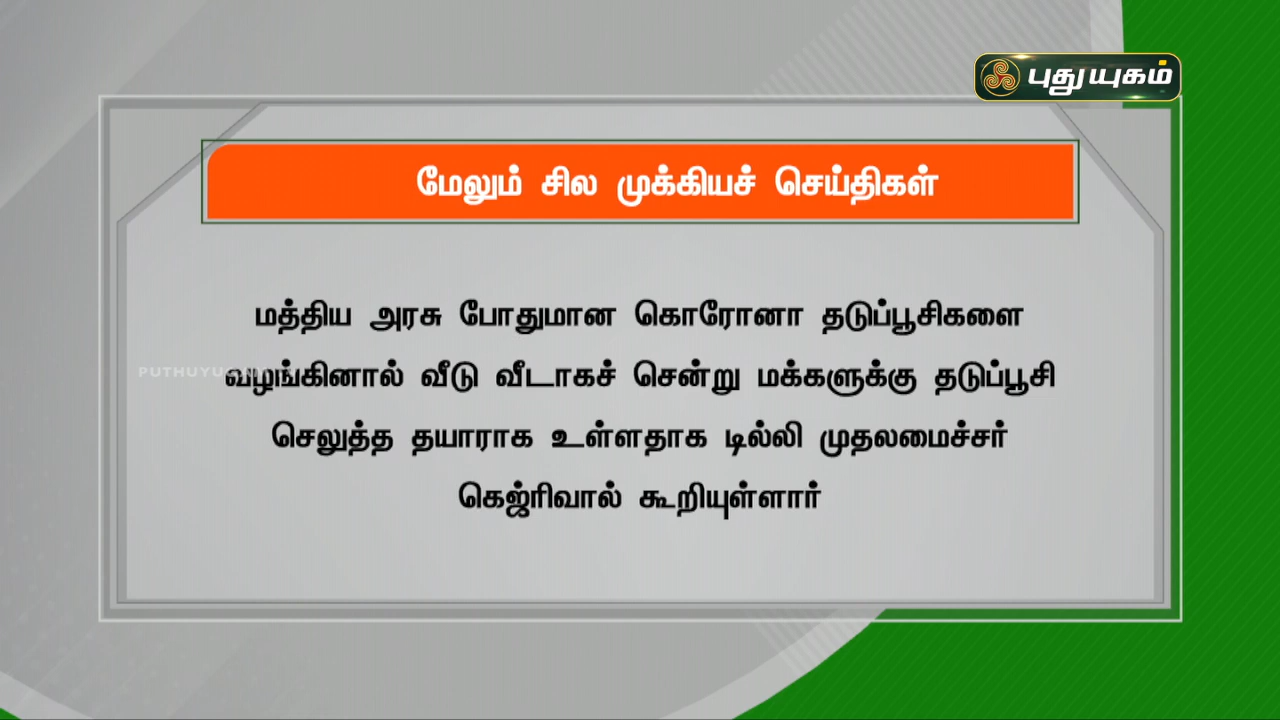 புதுயுகம்
மேலும் சில முக்கியச் செய்திகள்
மத்திய அரசு போதுமான கொரோனா தடுப்பூசிகளை
வழங்கினால் வீடு வீடாகச் சென்று மக்களுக்கு தடுப்பூசி
செலுத்த தயாராக உள்ளதாக டில்லி முதலமைச்சர்
கெஜ்ரிவால் கூறியுள்ளார்